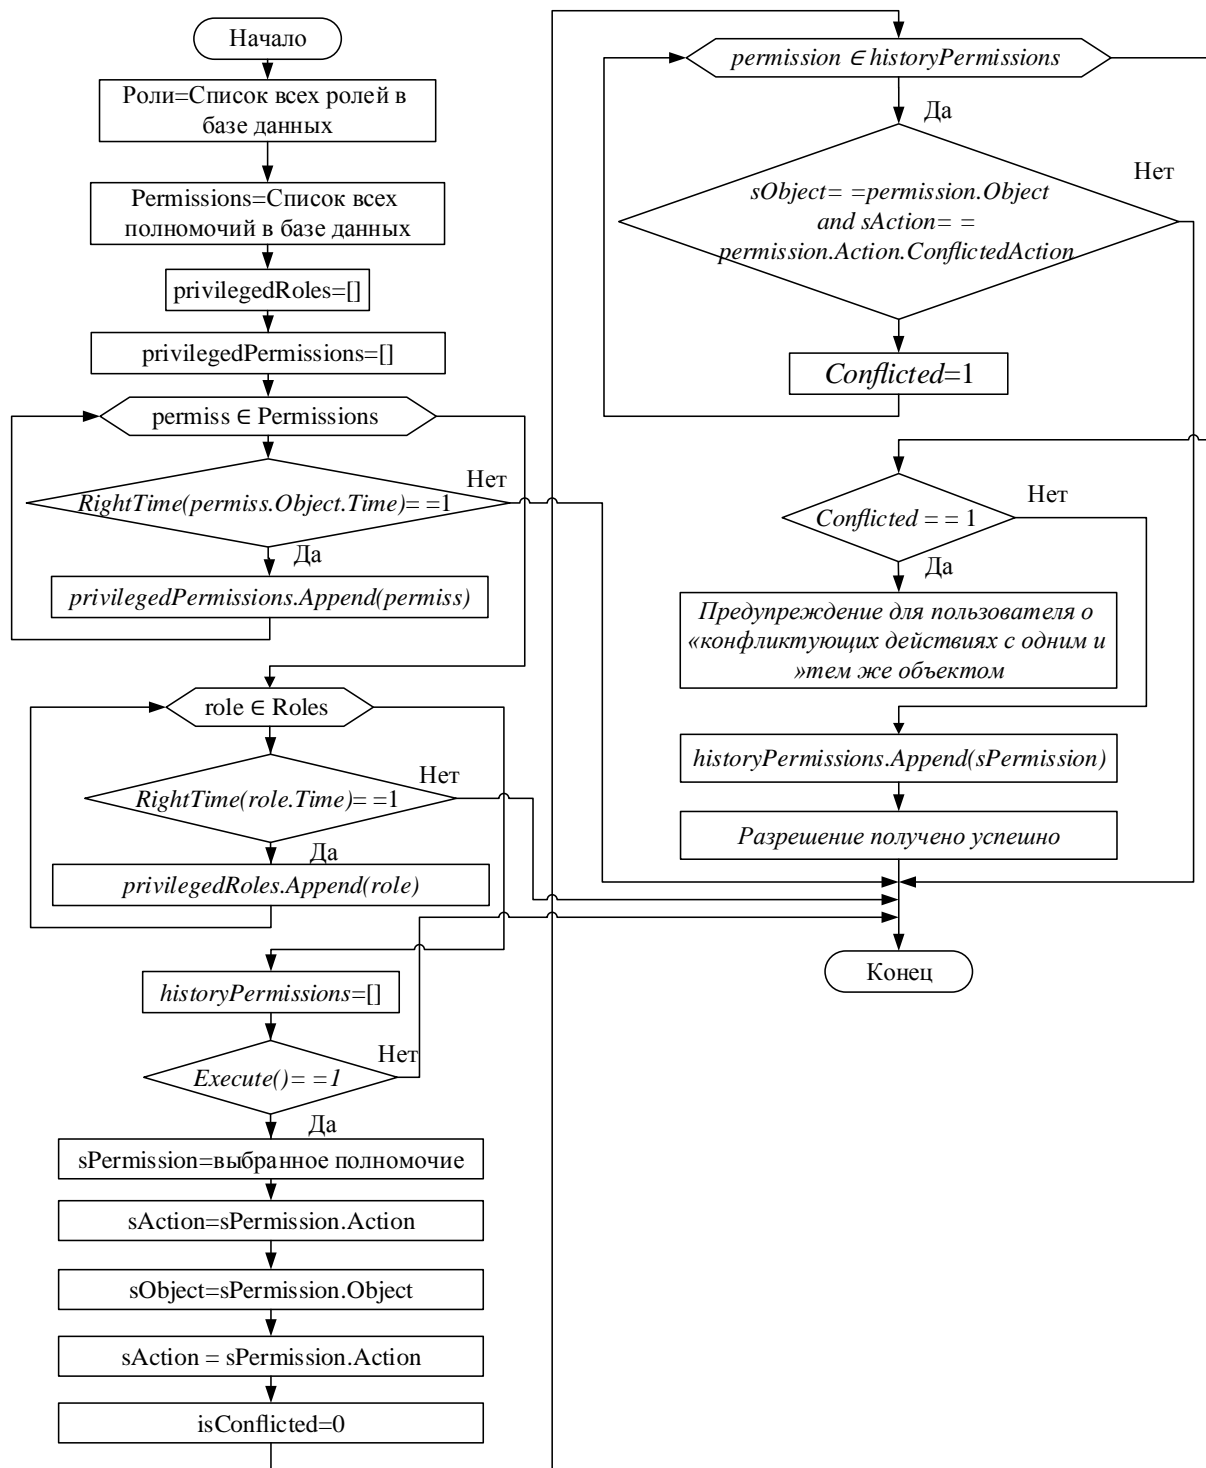 Начало
Роли=Список всех ролей в
базе данных
Permissions=Список всех
полномочий в базе данных
privilegedRoles=[]
privilegedPermissions=[]
permiss ∈ Permissions
RightTime(permiss.Object.Time)= =1
Нет
Да
privilegedPermissions.Append(permiss)
role ∈ Roles
RightTime(role.Time)= =1
Нет
Да
privilegedRoles.Append(role)
historyPermissions=[]
Execute()= =1
Нет
Да
sPermission=выбранное полномочие
sAction=sPermission.Action
sObject=sPermission.Object
sAction = sPermission.Action
isConflicted=0
permission ∈ historyPermissions
Да
sObject= =permission.Object
and sAction= =
permission.Action.ConflictedAction
Нет
Conflicted=1
Conflicted = = 1
Нет
Да
Предупреждение для пользователя о
«конфликтующих действиях с одним и
»тем же объектом
historyPermissions.Append(sPermission)
Разрешение получено успешно
Конец